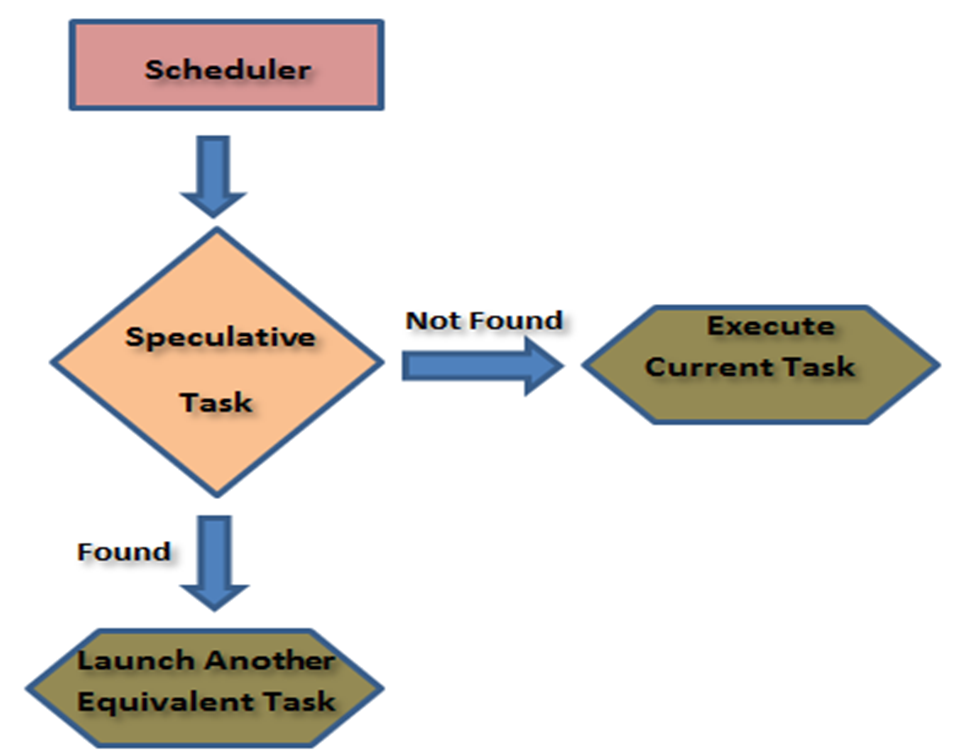 Scheduler
Speculative
Task
Not Found
Execute
Current Task
Found
Launch Another
Equivalent Task